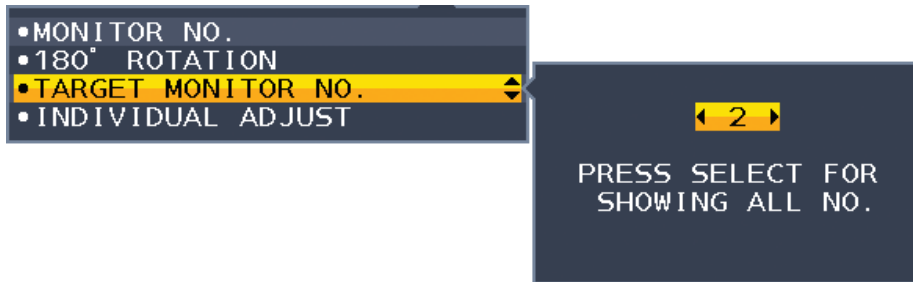 •MONITOR NO.
•180° ROTATION
•TARGET MONITOR NO.
•INDIVIDUAL ADJUST
2
PRESS SELECT FOR
SHOWING ALL NO.